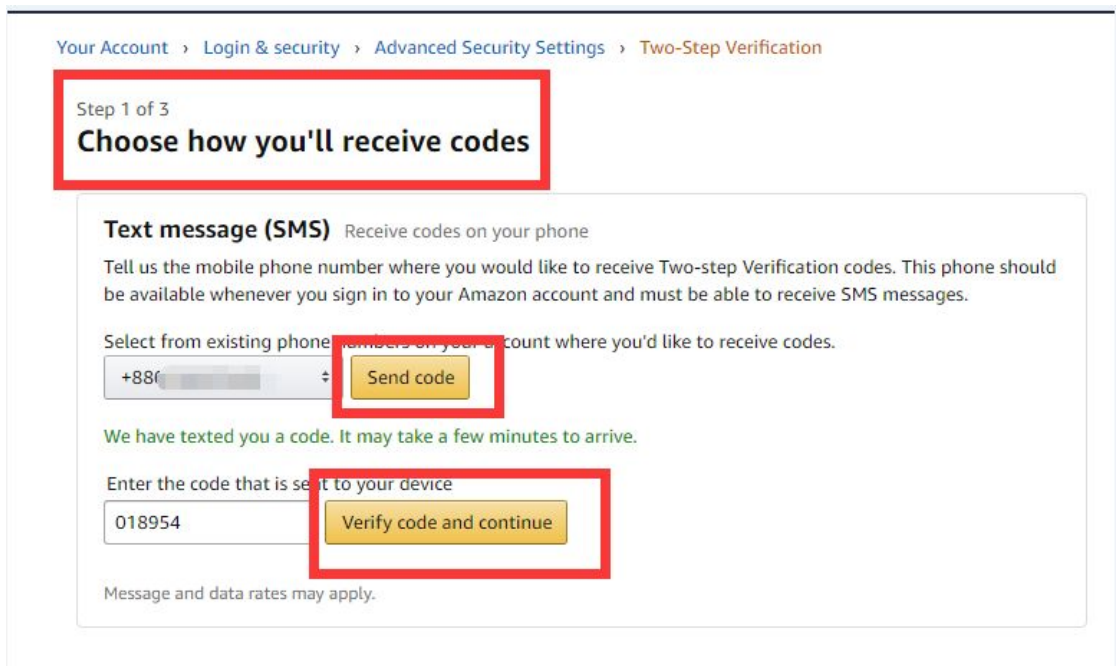 Your Account › Login & security › Advanced Security Settings › Two-Step Verification
Step 1 of 3
Choose how you'll receive codes
Text message (SMS) Receive codes on your phone
Tell us the mobile phone number where you would like to receive Two-step Verification codes. This phone should
be available whenever you sign in to your Amazon account and must be able to receive SMS messages.
Select from existing phone numbers on your account where you'd like to receive codes.
+886 Send code
We have texted you a code. It may take a few minutes to arrive.
Enter the code that is sent to your device
018954 Verify code and continue
Message and data rates may apply.